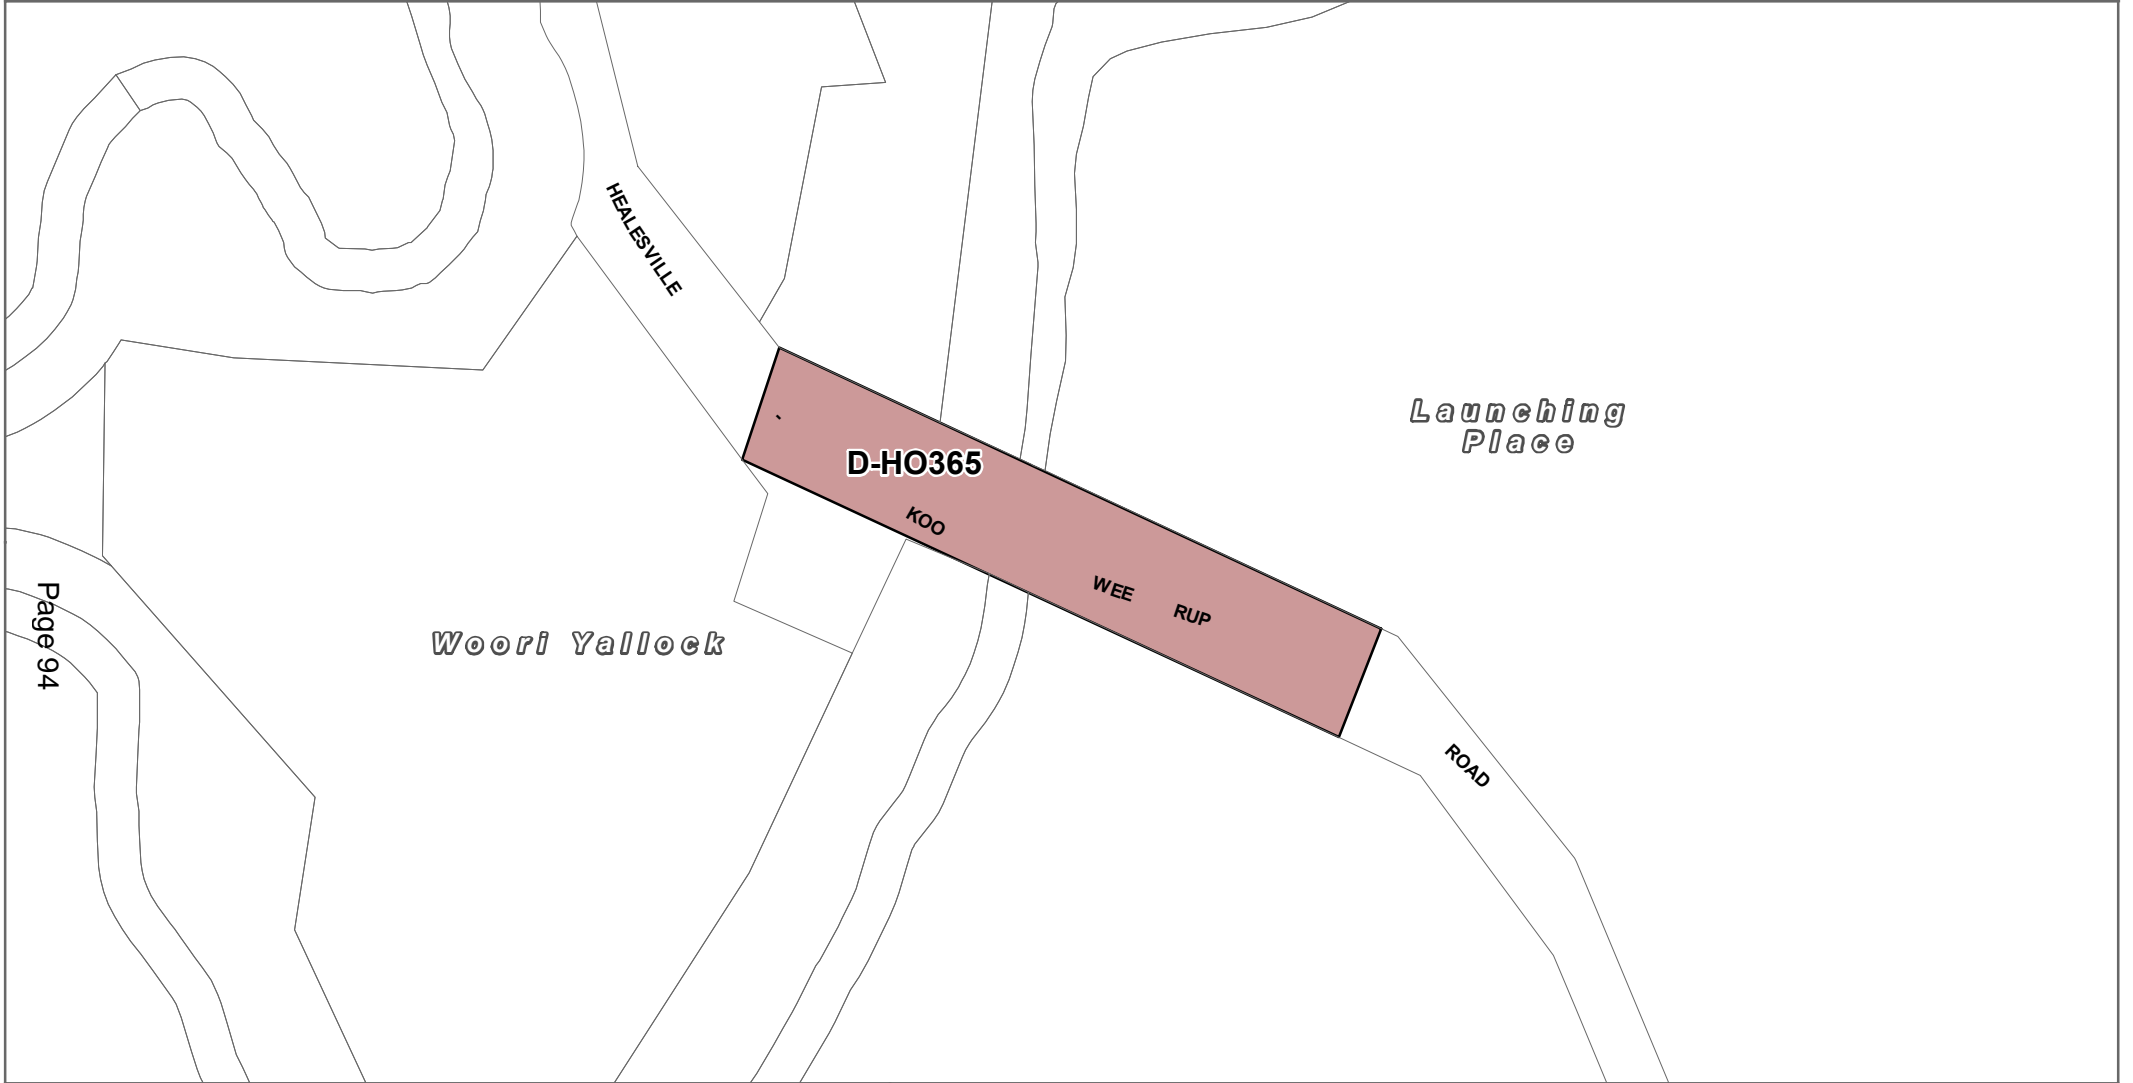 HEALESVILLE
-
Launching
Place
D-HO365
KOO
WEE RUP
Page 94
Woori Yallock
ROAD